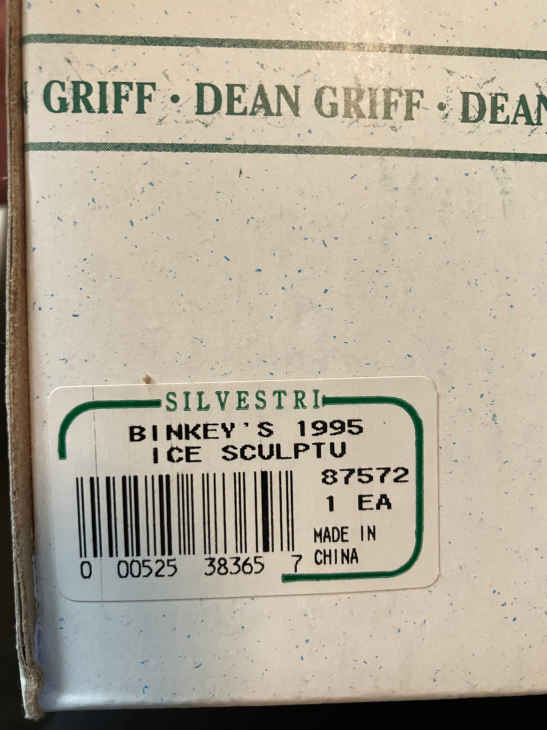 GRIFF • DEAN GRIFF • DEAN
SILVESTRI
BINKEY'S 1995
ICE SCULPTU
87572
1 EA
MADE IN
CHINA
0 00525 38365 7